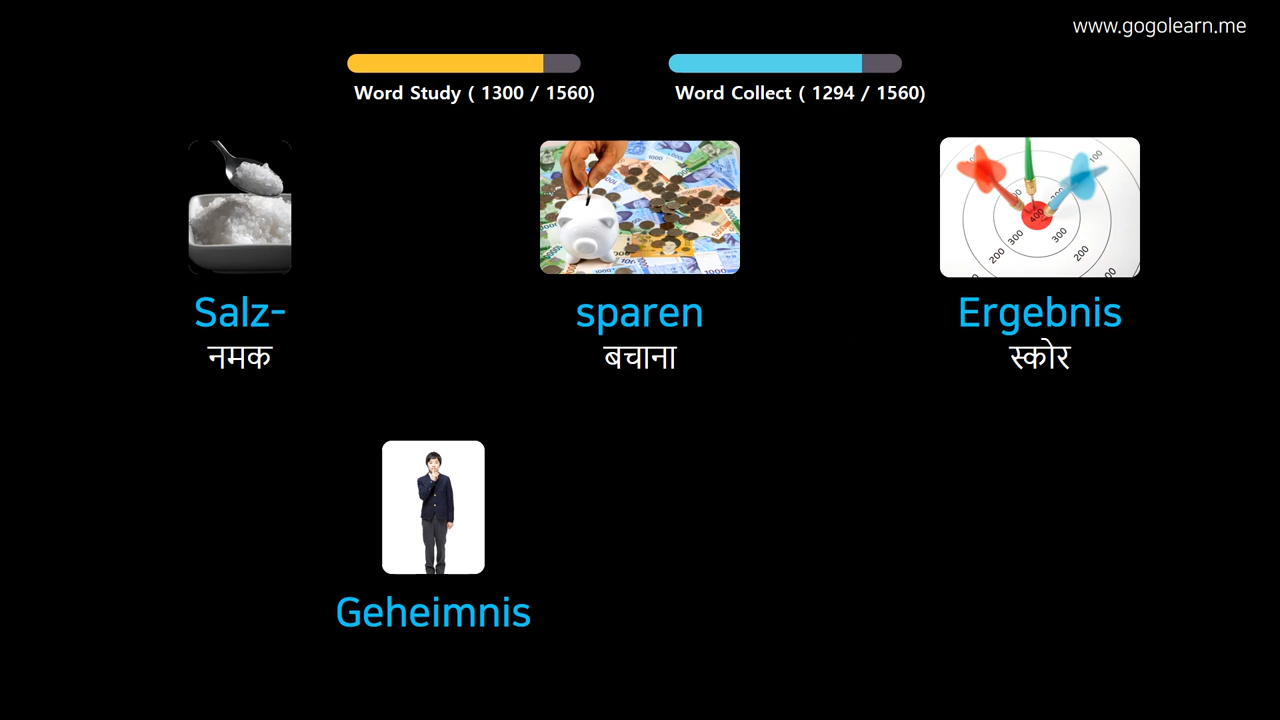 www.gogolearn.me
Word Study ( 1300 / 1560)
Word Collect ( 1294 / 1560)
Salz-
नमक
sparen
बचाना
Ergebnis
स्कोर
Geheimnis